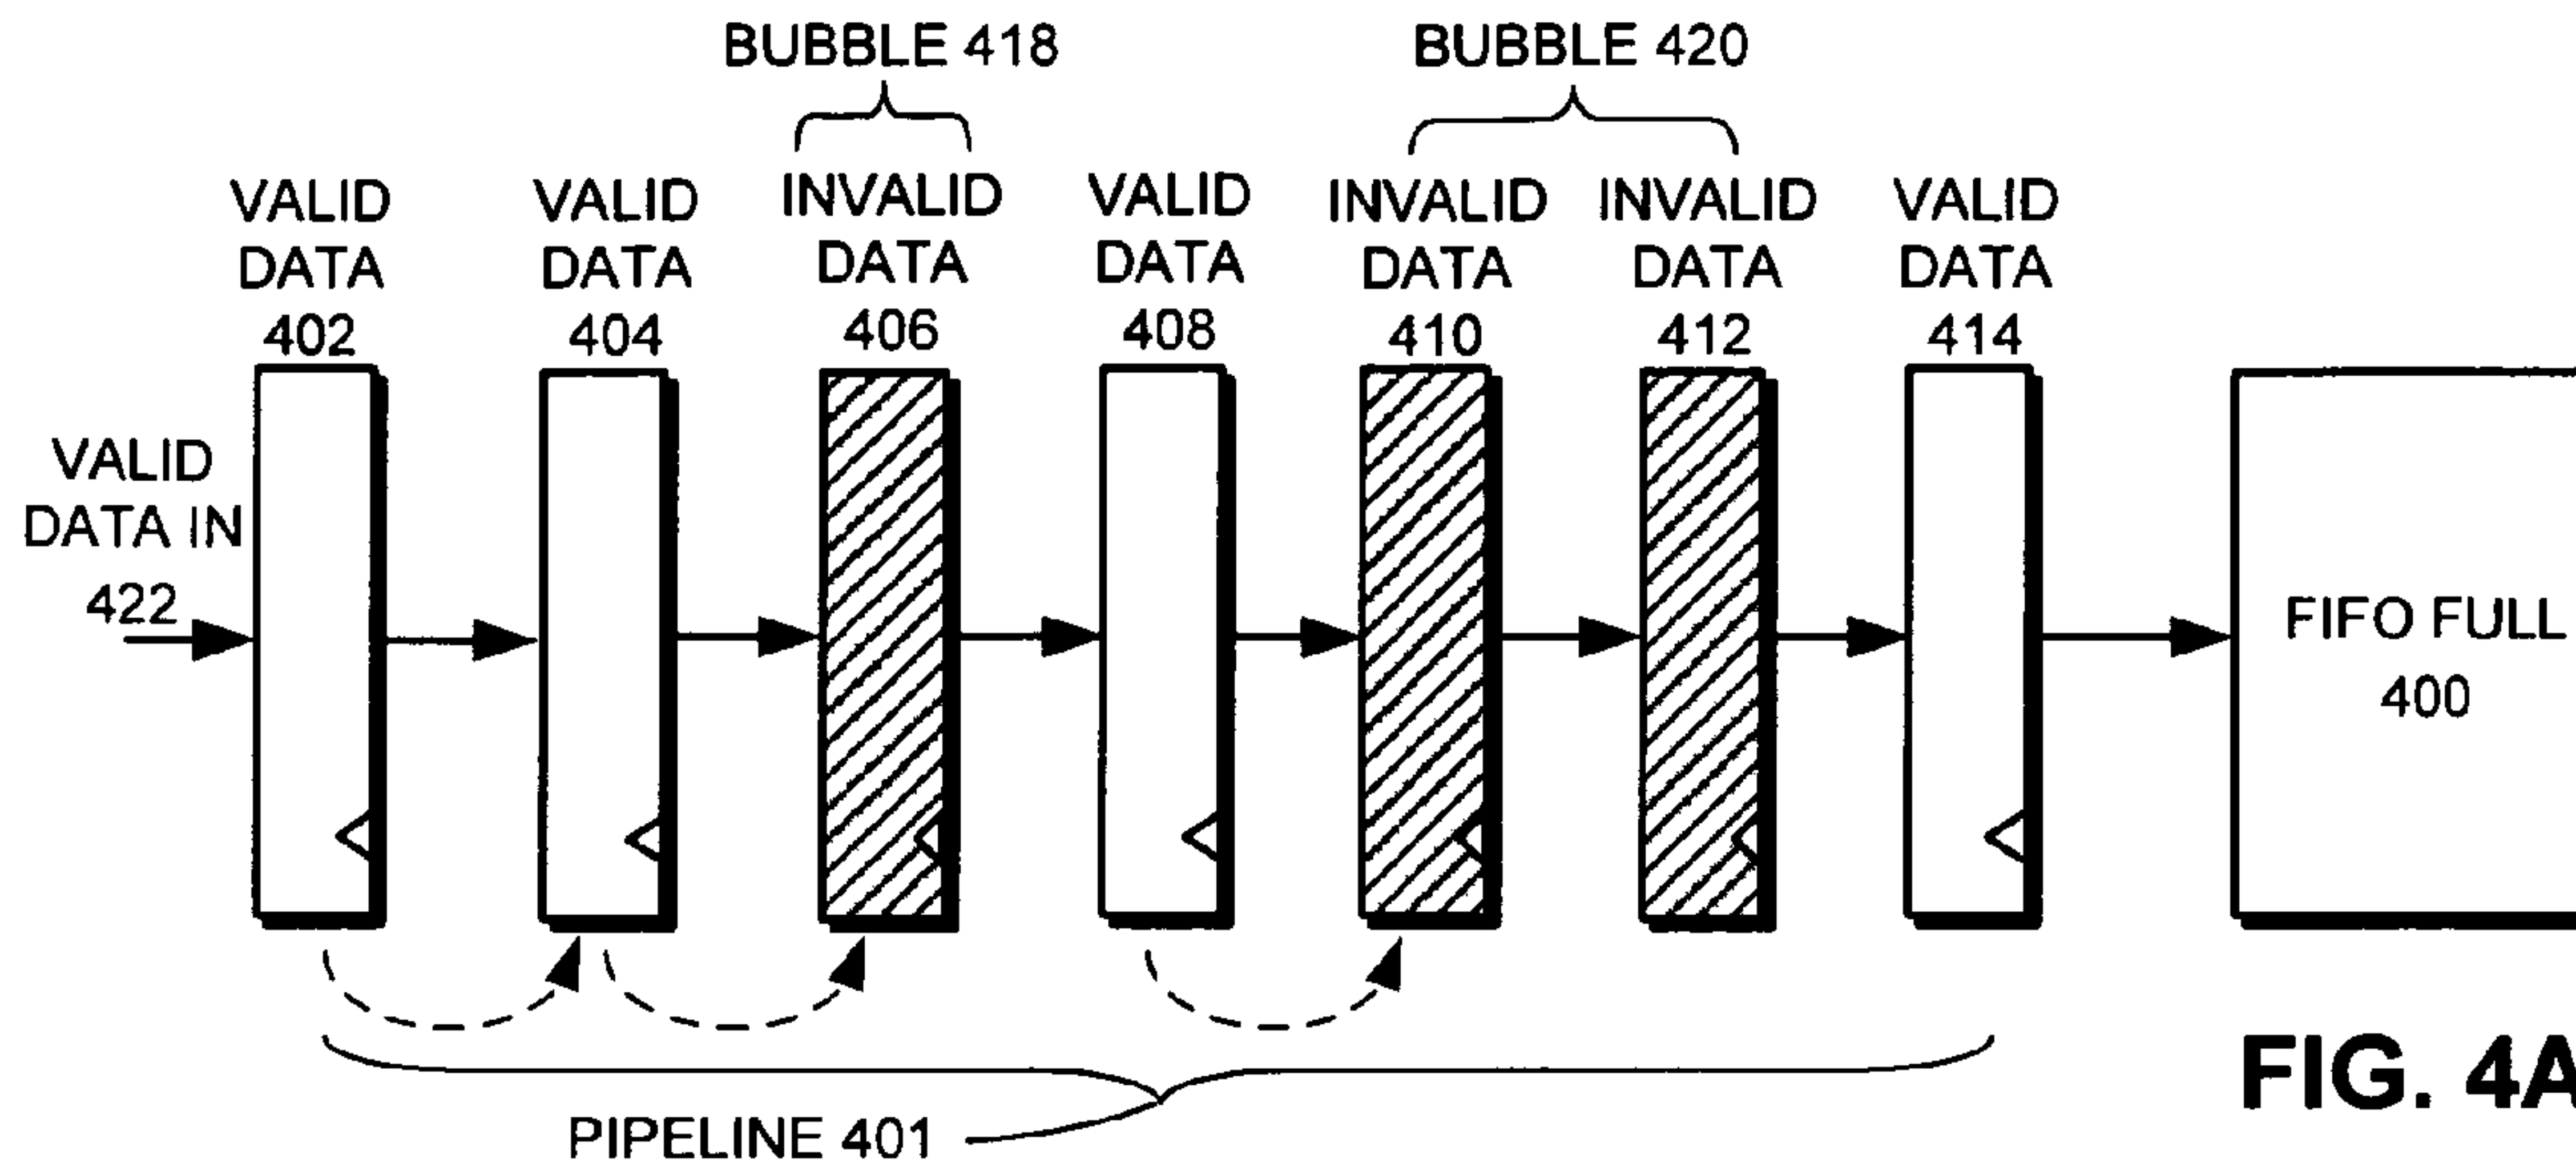 BUBBLE 418
BUBBLE 420
VALID
DATA
402
VALID
DATA
404
INVALID
DATA
406
VALID
DATA
408
INVALID
DATA
410
INVALID
DATA
412
VALID
DATA
414
VALID
DATA IN
422
FIFO FULL
400
PIPELINE 401
FIG. 4A